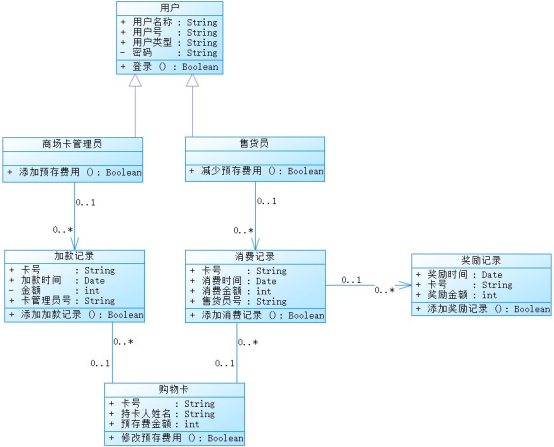 用户
+ 用户名称 : String
+ 用户号 : String
+ 用户类型 : String
- 密码 : String
+ 登录 () : Boolean
商场卡管理员
+ 添加预存费用 () : Boolean
售货员
+ 减少预存费用 () : Boolean
0..1
0..1
0..*
0..*
加款记录
+ 卡号 : String
+ 加款时间 : Date
- 金额 : int
+ 卡管理员号 : String
+ 添加加款记录 () : Boolean
消费记录
+ 卡号 : String
+ 消费时间 : Date
+ 消费金额 : int
+ 售货员号 : String
+ 添加消费记录 () : Boolean
0..1
0..*
奖励记录
+ 奖励时间 : Date
+ 卡号 : String
+ 奖励金额 : int
+ 添加奖励记录 () : Boolean
0..*
0..*
0..1
0..1
购物卡
+ 卡号 : String
+ 持卡人姓名 : String
+ 预存费金额 : int
+ 修改预存费用 () : Boolean